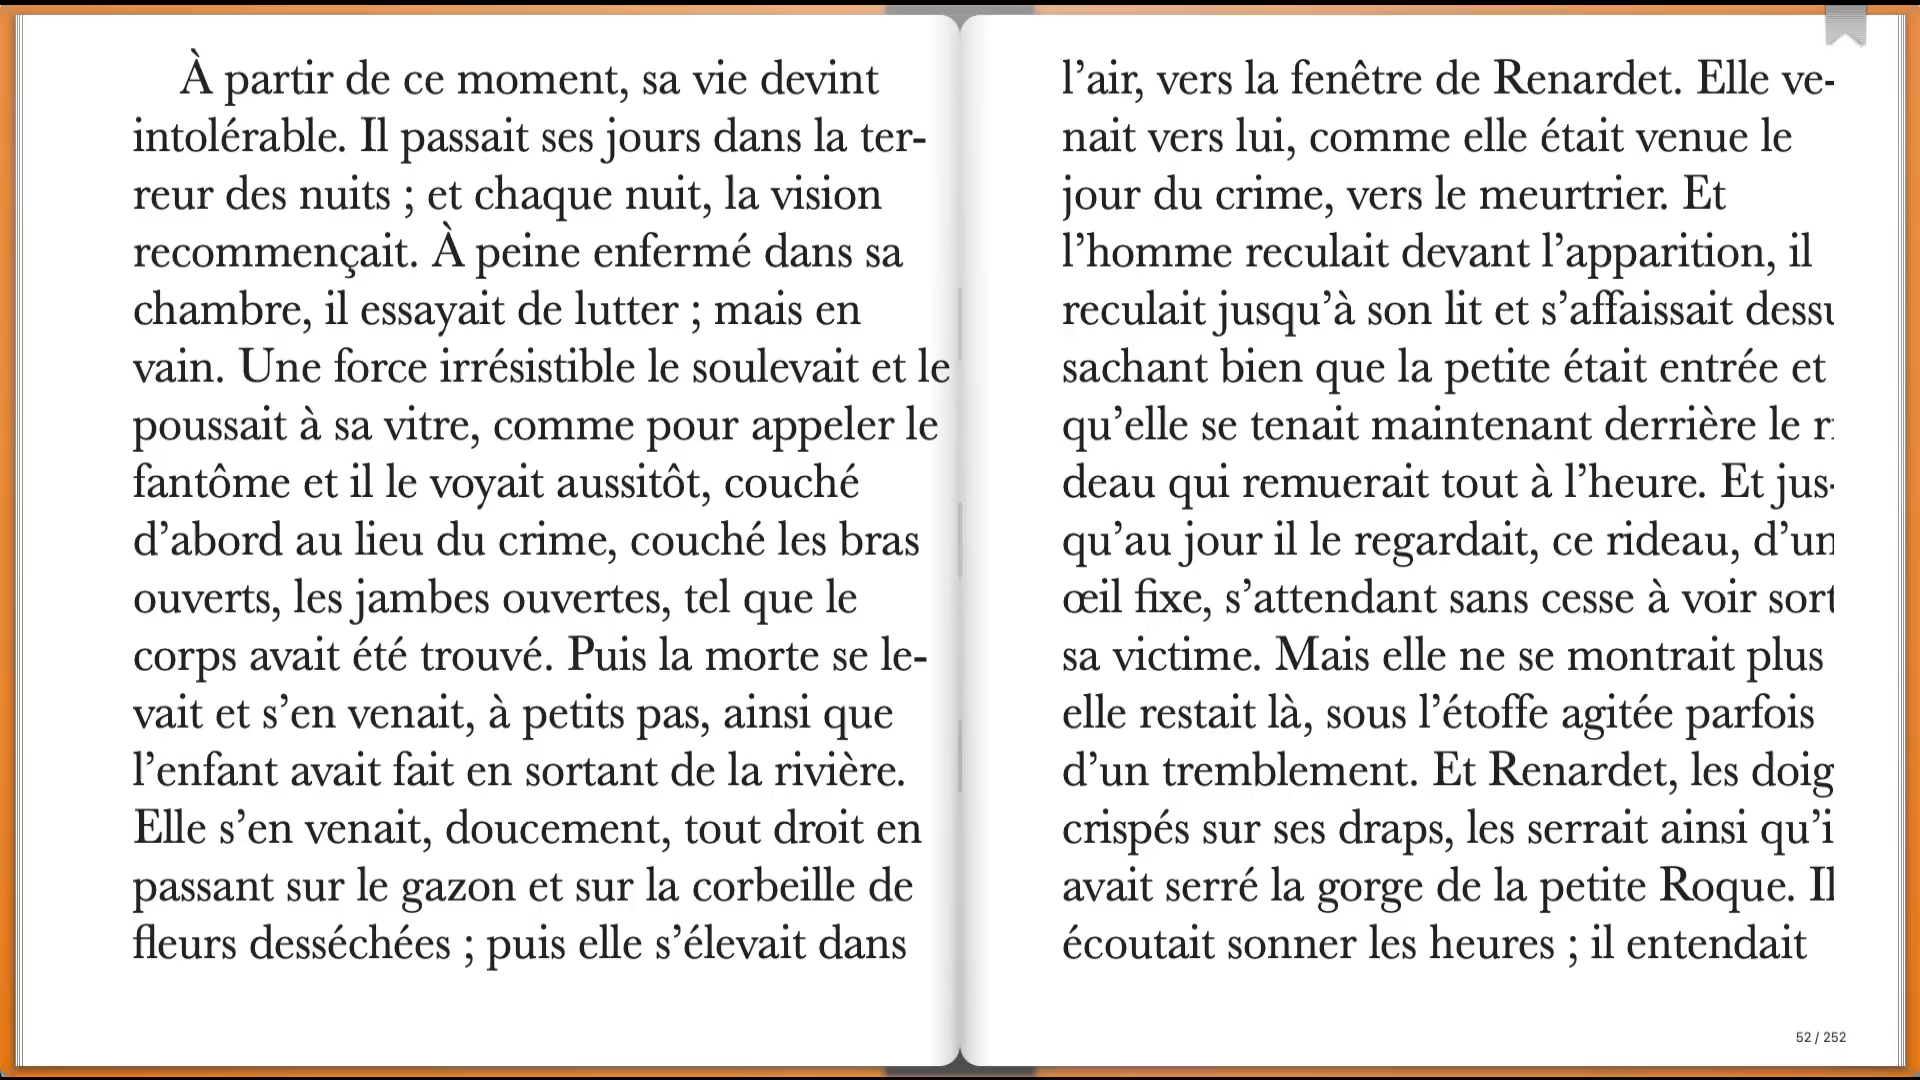 À partir de ce moment, sa vie devint
intolérable. Il passait ses jours dans la ter-
reur des nuits ; et chaque nuit, la vision
recommençait. À peine enfermé dans sa
chambre, il essayait de lutter ; mais en
vain. Une force irrésistible le soulevait et le
poussait à sa vitre, comme pour appeler le
fantôme et il le voyait aussitôt, couché
d’abord au lieu du crime, couché les bras
ouverts, les jambes ouvertes, tel que le
corps avait été trouvé. Puis la morte se le-
vait et s’en venait, à petits pas, ainsi que
l’enfant avait fait en sortant de la rivière.
Elle s’en venait, doucement, tout droit en
passant sur le gazon et sur la corbeille de
fleurs desséchées ; puis elle s’élevait dans
l’air, vers la fenêtre de Renardet. Elle ve-
nait vers lui, comme elle était venue le
jour du crime, vers le meurtrier. Et
l’homme reculait devant l’apparition, il
reculait jusqu’à son lit et s’affaissait dessu
sachant bien que la petite était entrée et
qu’elle se tenait maintenant derrière le r
deau qui remuerait tout à l’heure. Et jus-
qu’au jour il le regardait, ce rideau, d’un
œil fixe, s’attendant sans cesse à voir sort
sa victime. Mais elle ne se montrait plus
elle restait là, sous l’étoffe agitée parfois
d’un tremblement. Et Renardet, les doig
crispés sur ses draps, les serrait ainsi qu’i
avait serré la gorge de la petite Roque. Il
écoutait sonner les heures ; il entendait
52 / 252